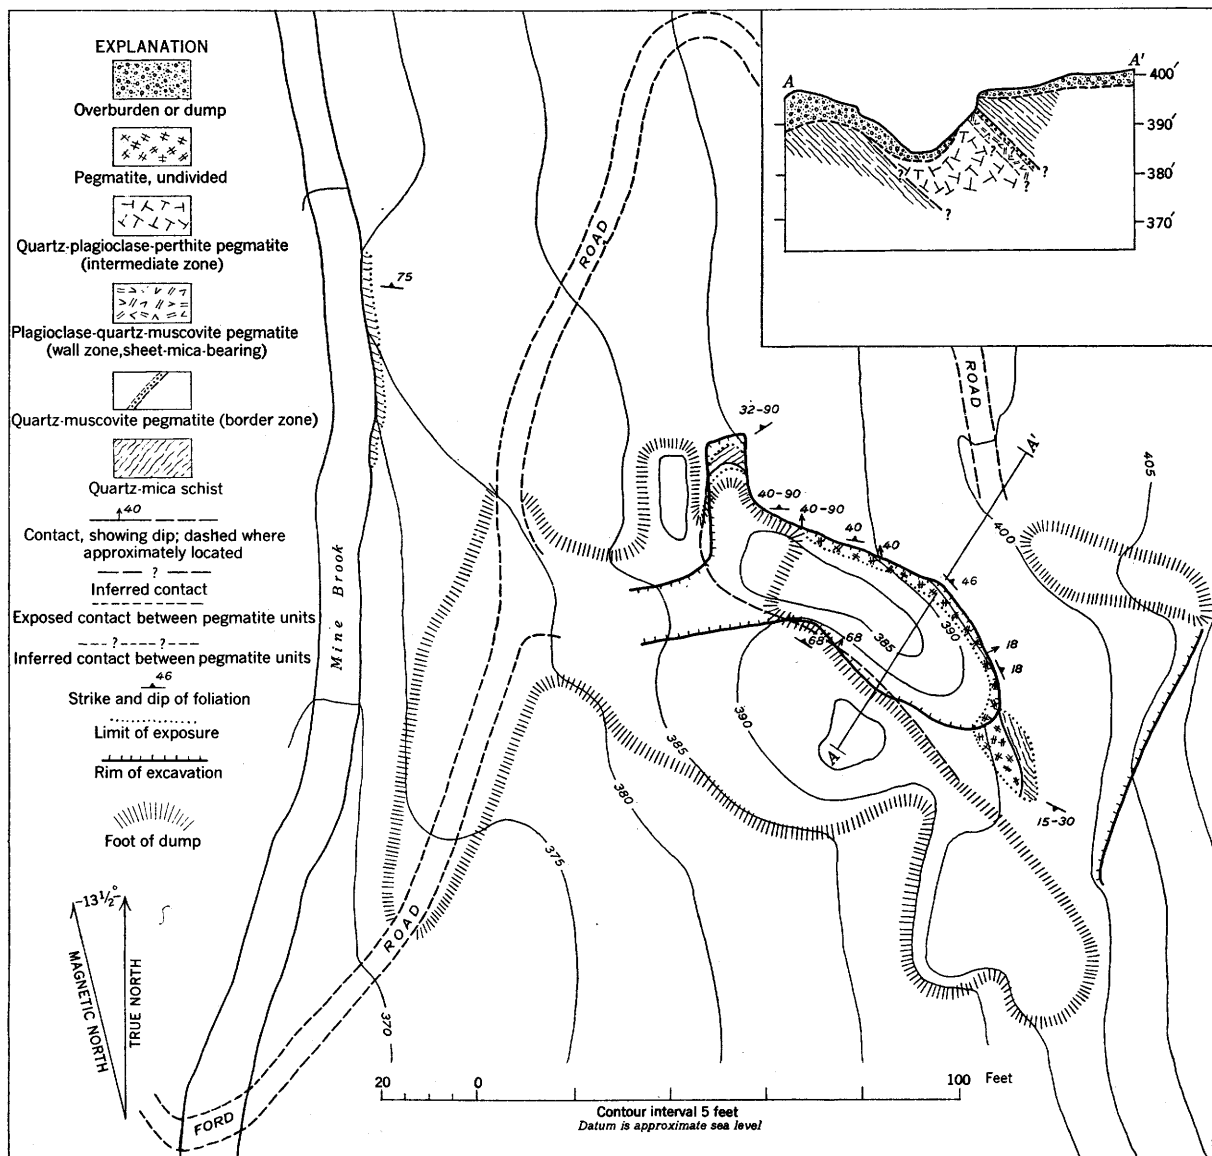 EXPLANATION
Overburden or dump
Pegmatite, undivided
Quartz-plagioclase-perthite pegmatite
(intermediate zone)
Plagioclase-quartz-muscovite pegmatite
(wall zone, sheet-mica-bearing)
Quartz-muscovite pegmatite (border zone)
Quartz-mica schist
40
Contact, showing dip; dashed where
approximately located
?
Inferred contact
Exposed contact between pegmatite units
? ?
Inferred contact between pegmatite units
46
Strike and dip of foliation
Limit of exposure
Rim of excavation
Foot of dump
-13½°-
MAGNETIC NORTH
TRUE NORTH
Mine Brook
FORD
ROAD
ROAD
ROAD
75
A
A'
400'
390'
380'
370'
?
?
?
?
?
?
32-90
40-90
40-90
40
40
46
18
18
68
68
15-30
A'
A
405
400
390
385
390
385
380
375
370
20 0 100 Feet
Contour interval 5 feet
Datum is approximate sea level